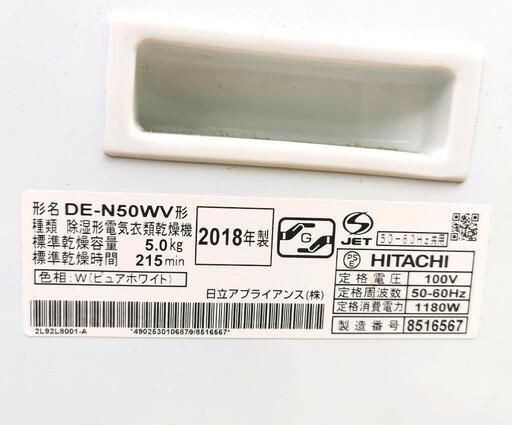 形名 DE-N50WV形
種類 除湿形電気衣類乾燥機
標準乾燥容量 5.0kg
標準乾燥時間 215min
色相:W(ピュアホワイト)
2018年製
G
S
JET
50-60Hz共用
PS
E
HITACHI
定格電圧 100V
定格周波数 50-60Hz
定格消費電力 1180W
製造番号 8516567
日立アプライアンス(株)
2L92L8001-A
*4902530106879/8516567*